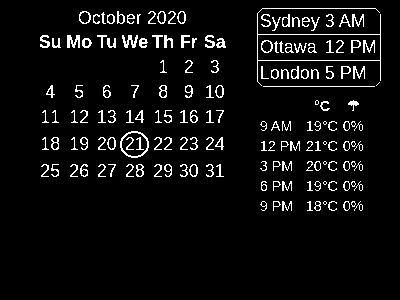 October 2020
Su Mo Tu We Th Fr Sa
1 2 3
4 5 6 7 8 9 10
11 12 13 14 15 16 17
18 19 20 21 22 23 24
25 26 27 28 29 30 31
Sydney 3 AM
Ottawa 12 PM
London 5 PM
°C ☂
9 AM 19°C 0%
12 PM 21°C 0%
3 PM 20°C 0%
6 PM 19°C 0%
9 PM 18°C 0%